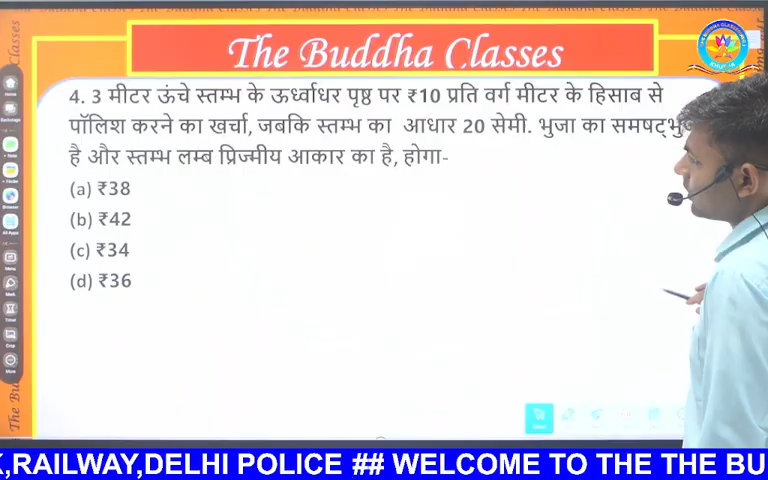 The Buddha Classes
4. 3 मीटर ऊंचे स्तम्भ के ऊर्ध्वाधर पृष्ठ पर ₹10 प्रति वर्ग मीटर के हिसाब से
पॉलिश करने का खर्चा, जबकि स्तम्भ का आधार 20 सेमी. भुजा का समषट्भु
है और स्तम्भ लम्ब प्रिज्मीय आकार का है, होगा-
(a) ₹38
(b) ₹42
(c) ₹34
(d) ₹36
K,RAILWAY,DELHI POLICE ## WELCOME TO THE THE BU